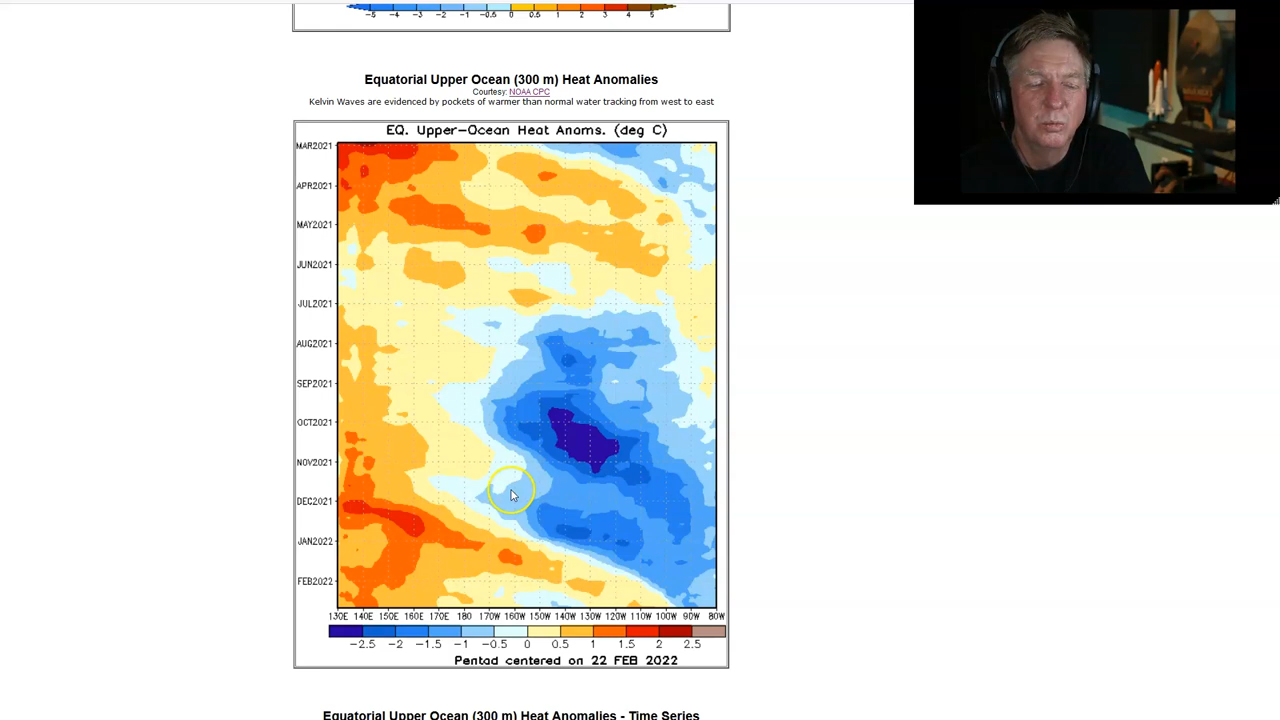 -5 -4 -3 -2 -1 -0.5 0 0.5 1 2 3 4 5
Equatorial Upper Ocean (300 m) Heat Anomalies
Courtesy: NOAA CPC
Kelvin Waves are evidenced by pockets of warmer than normal water tracking from west to east
EQ. Upper-Ocean Heat Anoms. (deg C)
MAR2021
APR2021
MAY2021
JUN2021
JUL2021
AUG2021
SEP2021
OCT2021
NOV2021
DEC2021
JAN2022
FEB2022
130E 140E 150E 160E 170E 180 170W 160W 150W 140W 130W 120W 110W 100W 90W 80W
-2.5 -2 -1.5 -1 -0.5 0 0.5 1 1.5 2 2.5
Pentad centered on 22 FEB 2022
Equatorial Upper Ocean (300 m) Heat Anomalies - Time Series